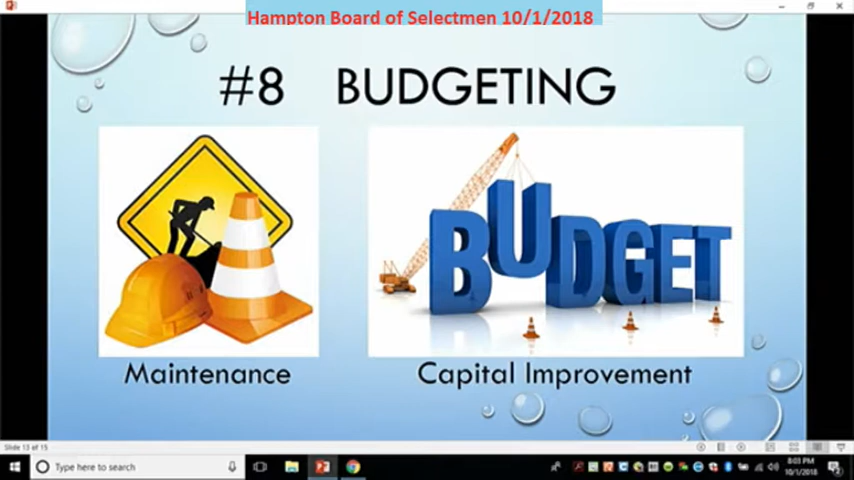 Hampton Board of Selectmen 10/1/2018
#8 BUDGETING
BUDGET
Maintenance
Capital Improvement
Slide 13 of 15
Type here to search
8:03 PM
10/1/2018